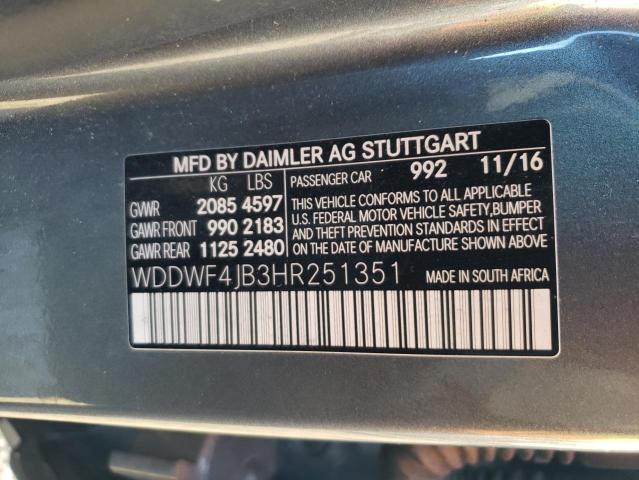 MFD BY DAIMLER AG STUTTGART 992 11/16
KG LBS
GVWR 2085 4597
GAWR FRONT 990 2183
GAWR REAR 1125 2480
PASSENGER CAR
THIS VEHICLE CONFORMS TO ALL APPLICABLE
U.S. FEDERAL MOTOR VEHICLE SAFETY,BUMPER
AND THEFT PREVENTION STANDARDS IN EFFECT
ON THE DATE OF MANUFACTURE SHOWN ABOVE
WDDWF4JB3HR251351 MADE IN SOUTH AFRICA